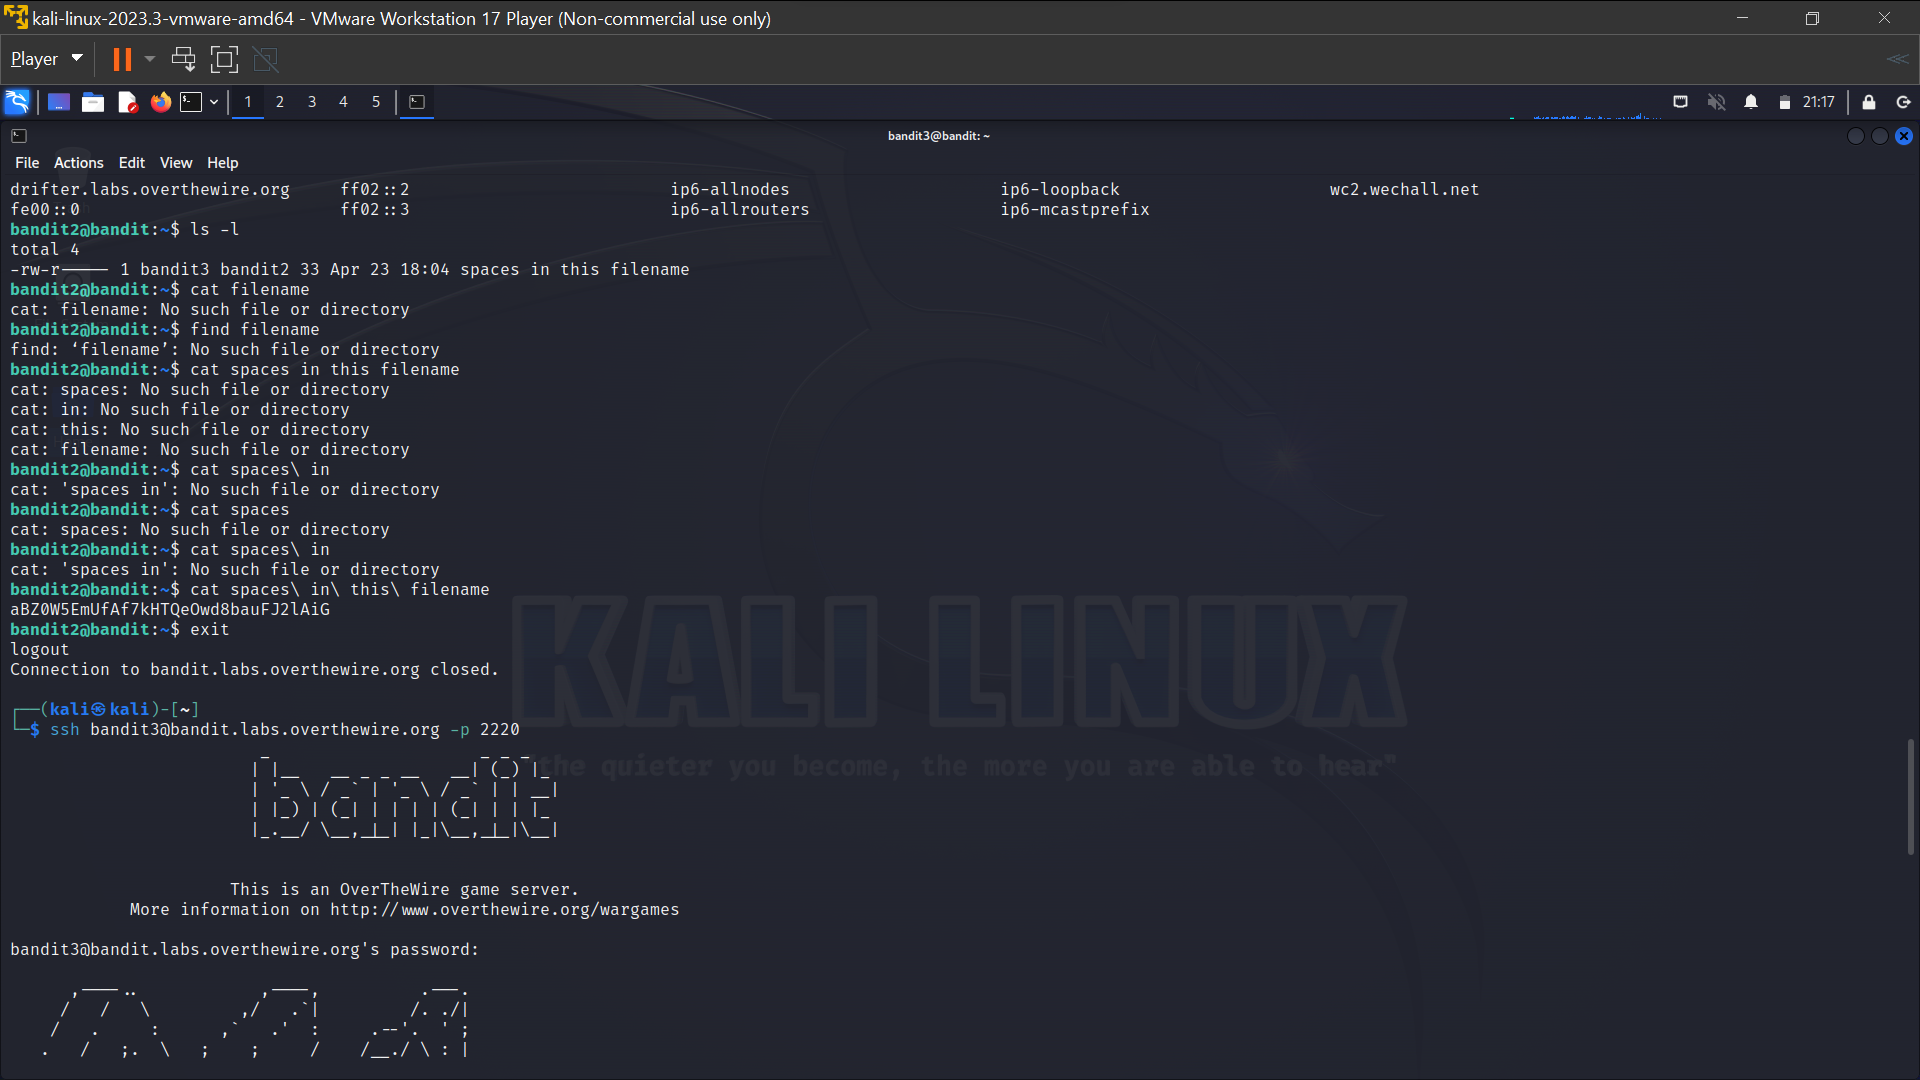 kali-linux-2023.3-vmware-amd64 - VMware Workstation 17 Player (Non-commercial use only)
Player
1 2 3 4 5 21:17
bandit3@bandit: ~
File Actions Edit View Help
drifter.labs.overthewire.org ff02::2 ip6-allnodes ip6-loopback wc2.wechall.net
fe00::0 ff02::3 ip6-allrouters ip6-mcastprefix
bandit2@bandit:~$ ls -l
total 4
-rw-r----- 1 bandit3 bandit2 33 Apr 23 18:04 spaces in this filename
bandit2@bandit:~$ cat filename
cat: filename: No such file or directory
bandit2@bandit:~$ find filename
find: ‘filename’: No such file or directory
bandit2@bandit:~$ cat spaces in this filename
cat: spaces: No such file or directory
cat: in: No such file or directory
cat: this: No such file or directory
cat: filename: No such file or directory
bandit2@bandit:~$ cat spaces\ in
cat: 'spaces in': No such file or directory
bandit2@bandit:~$ cat spaces
cat: spaces: No such file or directory
bandit2@bandit:~$ cat spaces\ in
cat: 'spaces in': No such file or directory
bandit2@bandit:~$ cat spaces\ in\ this\ filename
aBZ0W5EmUfAf7kHTQeOwd8bauFJ2lAiG
bandit2@bandit:~$ exit
logout
Connection to bandit.labs.overthewire.org closed.
KALI LINUX
"the quieter you become, the more you are able to hear"
┌──(kali㉿kali)-[~]
└─$ ssh bandit3@bandit.labs.overthewire.org -p 2220
bandit
This is an OverTheWire game server.
More information on http://www.overthewire.org/wargames
bandit3@bandit.labs.overthewire.org's password: